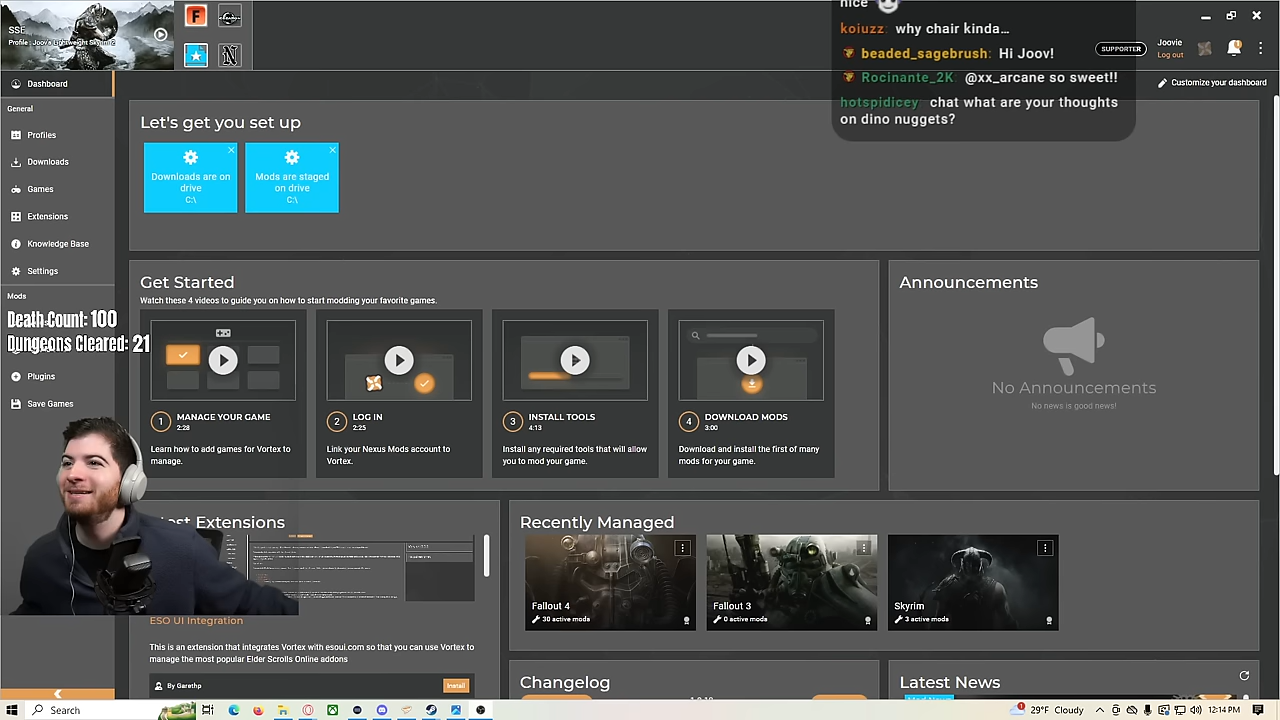 SSE
Profile : Joov's Lightweight Skyrim 2
nice
koiuzz: why chair kinda…
beaded_sagebrush: Hi Joov!
Rocinante_2K: @xx_arcane so sweet!!
hotspidicey: chat what are your thoughts
on dino nuggets?
SUPPORTER
Joovie
Log out
Customize your dashboard
Dashboard
General
Profiles
Downloads
Games
Extensions
Knowledge Base
Settings
Mods
Death Count: 100
Dungeons Cleared: 21
Plugins
Save Games
Let's get you set up
Downloads are on
drive
C:\
Mods are staged
on drive
C:\
Get Started
Watch these 4 videos to guide you on how to start modding your favorite games.
1 MANAGE YOUR GAME
2:28
Learn how to add games for Vortex to
manage.
2 LOG IN
2:25
Link your Nexus Mods account to
Vortex.
3 INSTALL TOOLS
4:13
Install any required tools that will allow
you to mod your game.
4 DOWNLOAD MODS
3:00
Download and install the first of many
mods for your game.
Announcements
No Announcements
No news is good news!
Extensions
ESO UI Integration
This is an extension that integrates Vortex with esoui.com so that you can use Vortex to
manage the most popular Elder Scrolls Online addons
By Garethp
Install
Recently Managed
Fallout 4
30 active mods
Fallout 3
0 active mods
Skyrim
3 active mods
Changelog
Latest News
Search
29°F Cloudy
12:14 PM